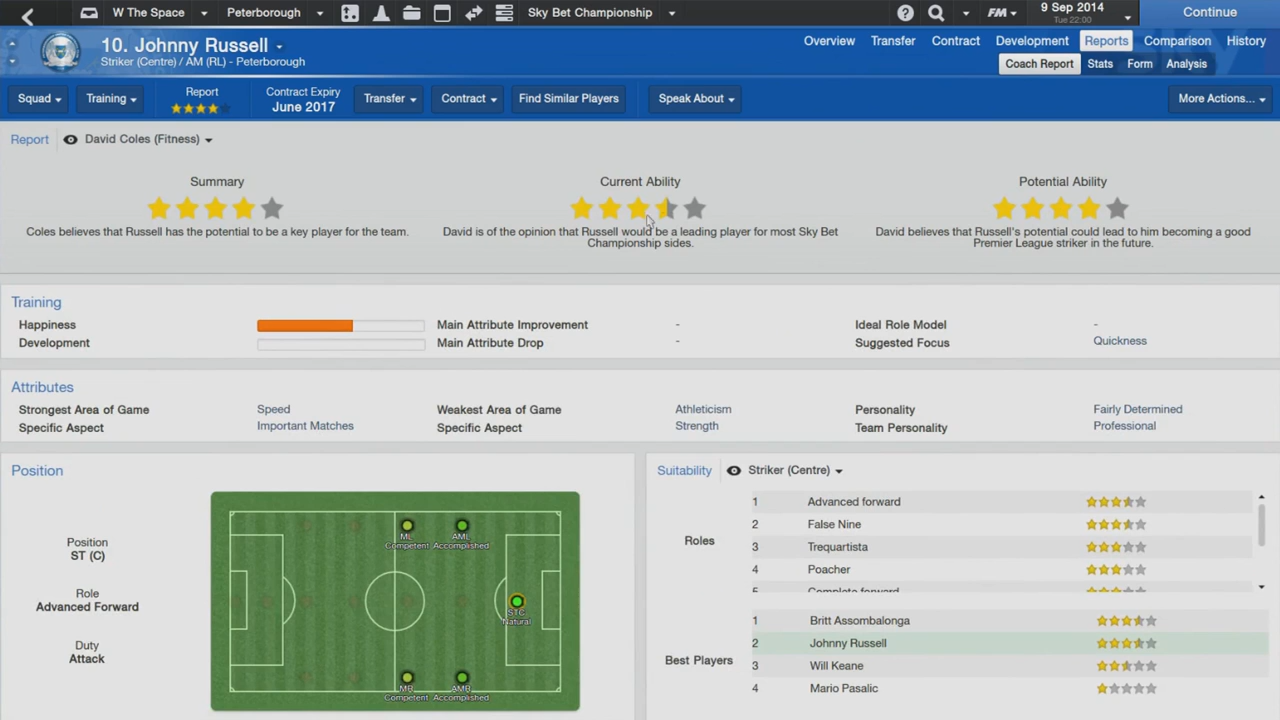 W The Space
Peterborough
Sky Bet Championship
FM
9 Sep 2014
Tue 22:00
Continue
10. Johnny Russell
Striker (Centre) / AM (RL) - Peterborough
Overview
Transfer
Contract
Development
Reports
Comparison
History
Coach Report
Stats
Form
Analysis
Squad
Training
Report
Contract Expiry
June 2017
Transfer
Contract
Find Similar Players
Speak About
More Actions...
Report
David Coles (Fitness)
Summary
Coles believes that Russell has the potential to be a key player for the team.
Current Ability
David is of the opinion that Russell would be a leading player for most Sky Bet
Championship sides.
Potential Ability
David believes that Russell's potential could lead to him becoming a good
Premier League striker in the future.
Training
Happiness
Development
Main Attribute Improvement -
Main Attribute Drop -
Ideal Role Model -
Suggested Focus Quickness
Attributes
Strongest Area of Game Speed
Specific Aspect Important Matches
Weakest Area of Game Athleticism
Specific Aspect Strength
Personality Fairly Determined
Team Personality Professional
Position
Position
ST (C)
Role
Advanced Forward
Duty
Attack
ML
Competent
AML
Accomplished
STC
Natural
MR
Competent
AMR
Accomplished
Suitability
Striker (Centre)
Roles
1 Advanced forward
2 False Nine
3 Trequartista
4 Poacher
5 Complete forward
Best Players
1 Britt Assombalonga
2 Johnny Russell
3 Will Keane
4 Mario Pasalic